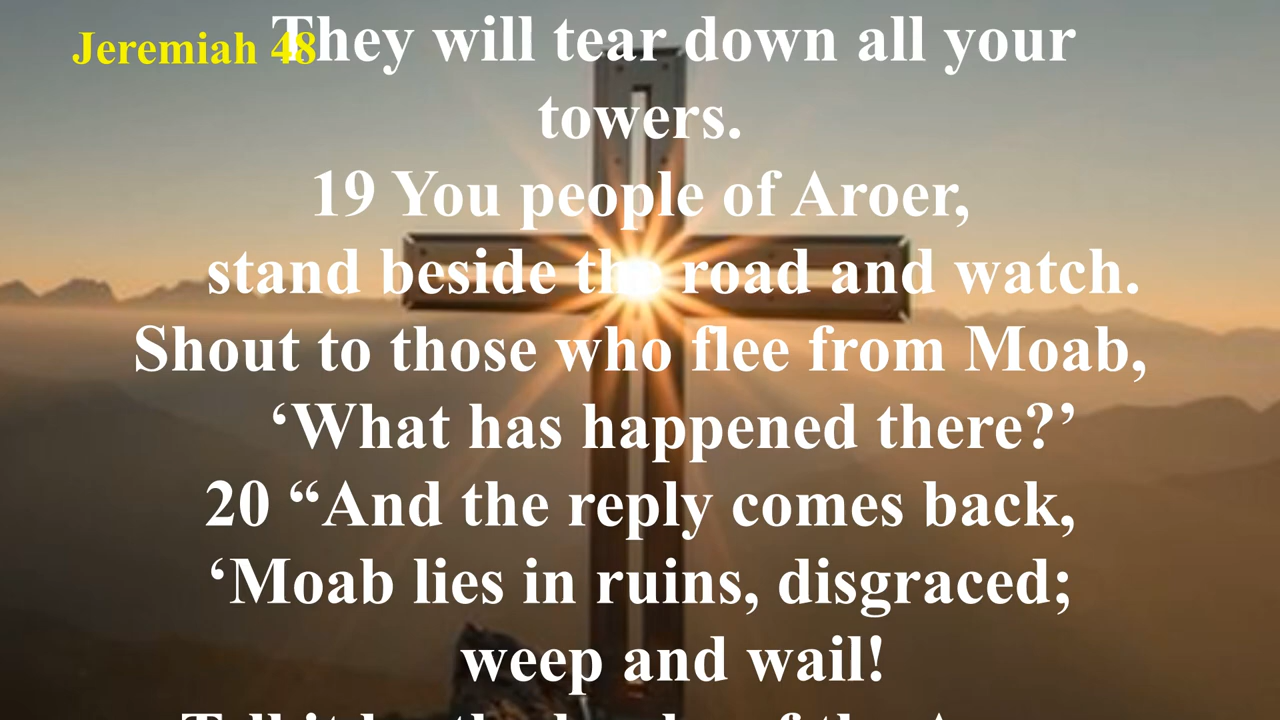 Jeremiah 48
They will tear down all your
towers.
19 You people of Aroer,
stand beside the road and watch.
Shout to those who flee from Moab,
‘What has happened there?’
20 “And the reply comes back,
‘Moab lies in ruins, disgraced;
weep and wail!